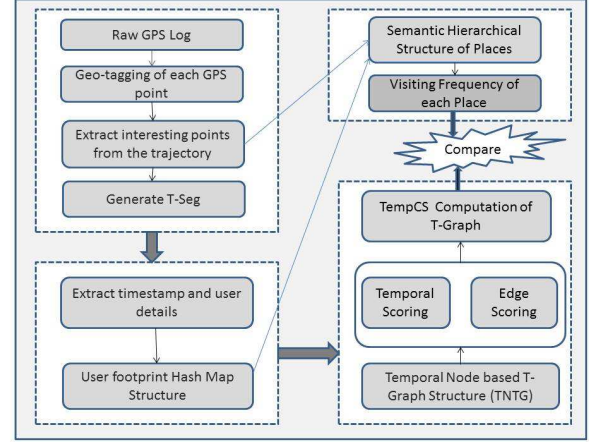 Raw GPS Log
Geo-tagging of each GPS
point
Extract interesting points
from the trajectory
Generate T-Seg
Extract timestamp and user
details
User footprint Hash Map
Structure
Semantic Hierarchical
Structure of Places
Visiting Frequency of
each Place
Compare
TempCS Computation of
T-Graph
Temporal
Scoring
Edge
Scoring
Temporal Node based T-
Graph Structure (TNTG)